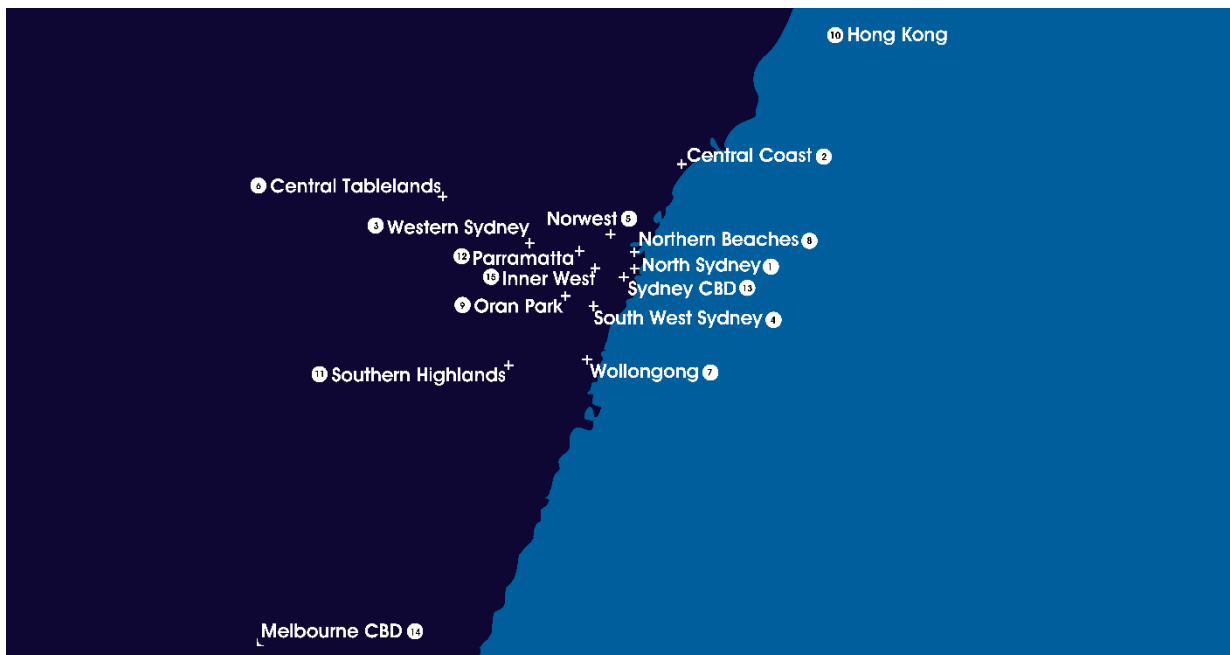 10 Hong Kong
Central Coast 2
6 Central Tablelands
Norwest 5
3 Western Sydney
Northern Beaches 8
12 Parramatta
North Sydney 1
15 Inner West
Sydney CBD 13
9 Oran Park
South West Sydney 4
11 Southern Highlands
Wollongong 7
Melbourne CBD 14